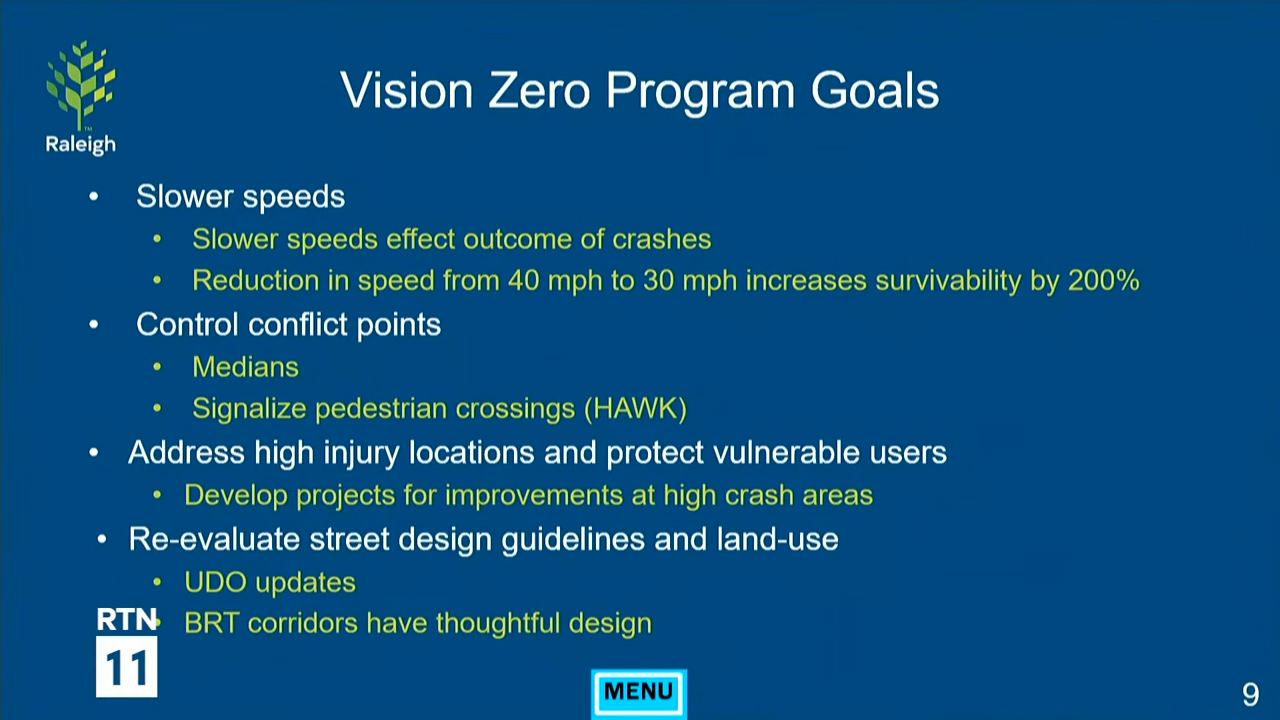 Vision Zero Program Goals
Raleigh
• Slower speeds
• Slower speeds effect outcome of crashes
• Reduction in speed from 40 mph to 30 mph increases survivability by 200%
• Control conflict points
• Medians
• Signalize pedestrian crossings (HAWK)
• Address high injury locations and protect vulnerable users
• Develop projects for improvements at high crash areas
• Re-evaluate street design guidelines and land-use
• UDO updates
• BRT corridors have thoughtful design
RTN
11
MENU
9